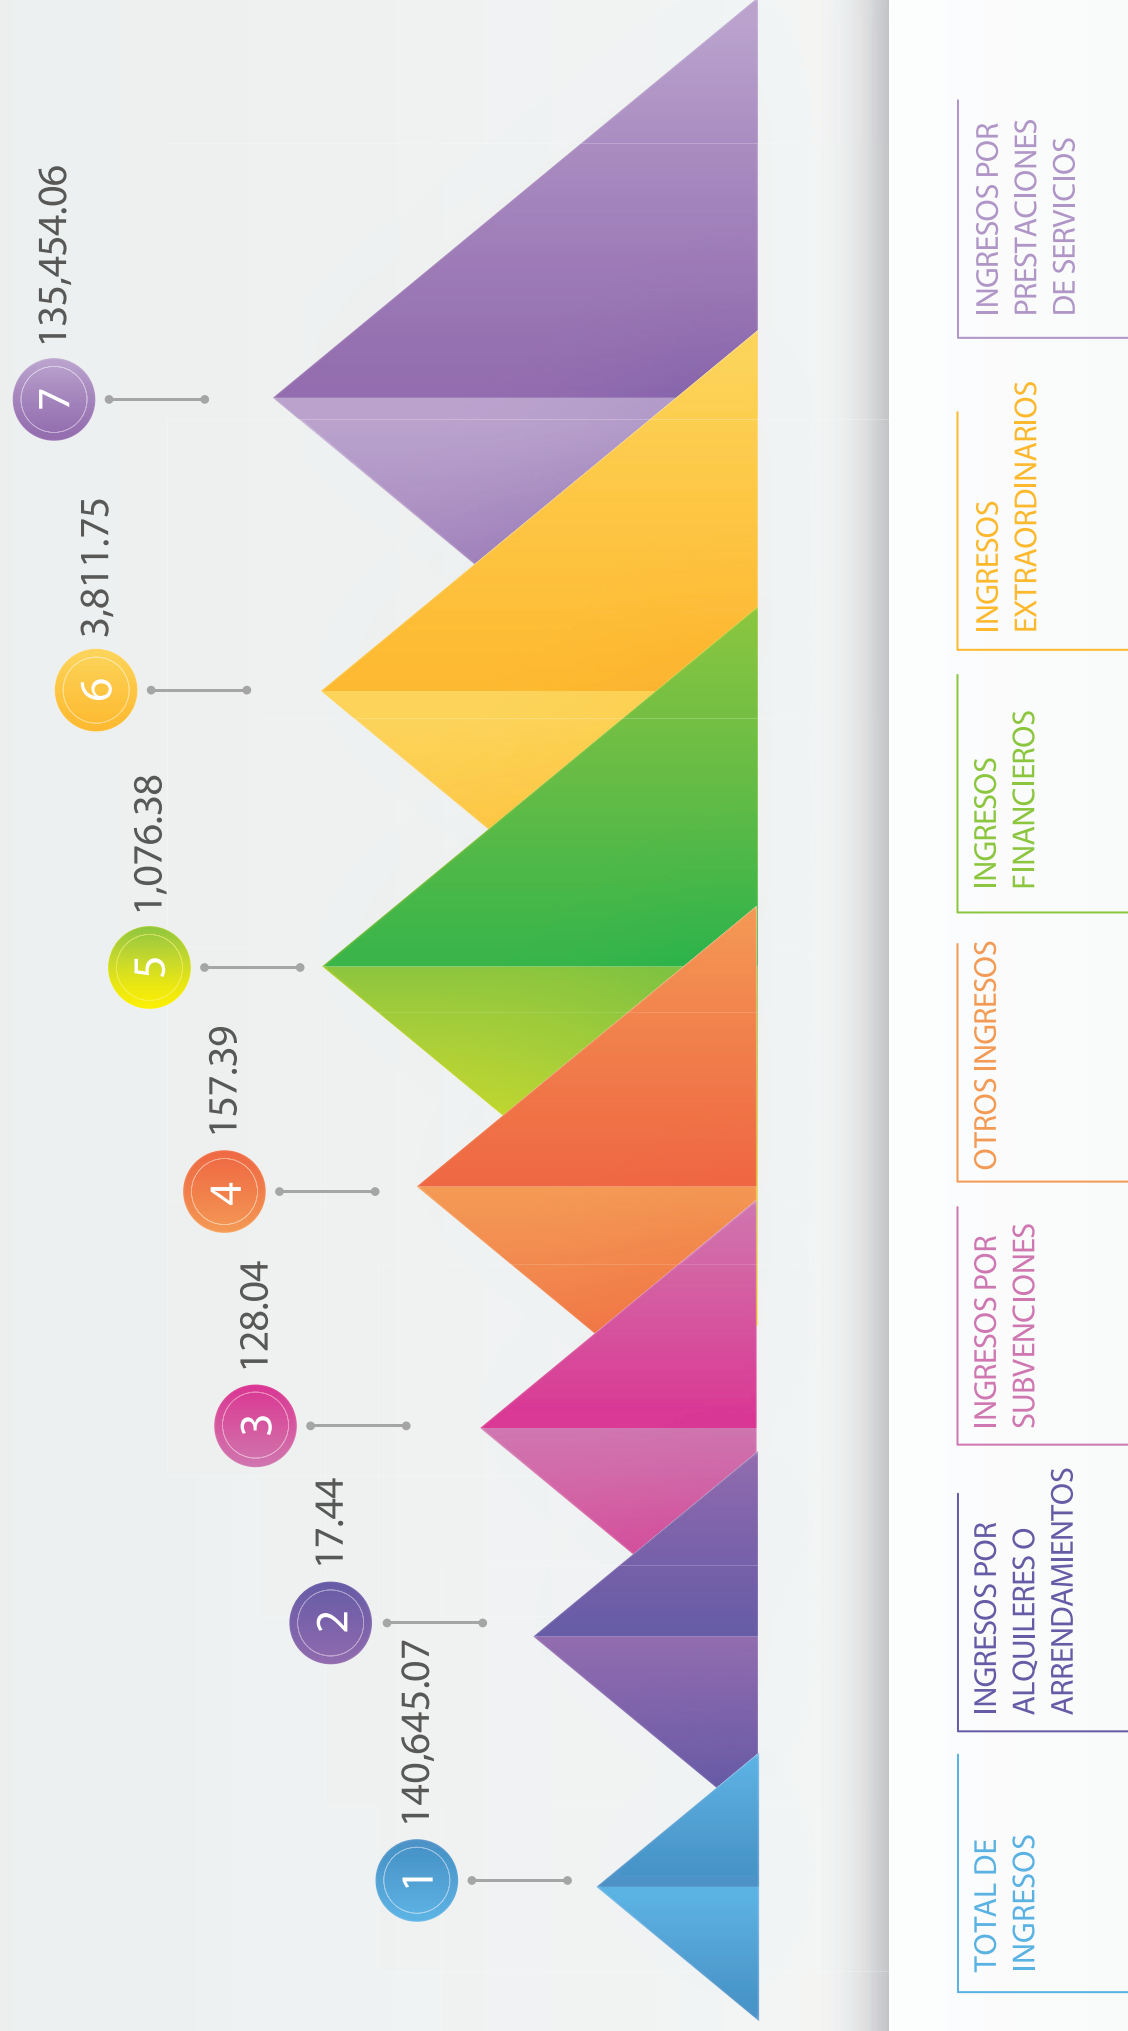 1
140,645.07
2
17.44
3
128.04
4
157.39
5
1,076.38
6
3,811.75
7
135,454.06
TOTAL DE
INGRESOS
INGRESOS POR
ALQUILERES O
ARRENDAMIENTOS
INGRESOS POR
SUBVENCIONES
OTROS INGRESOS
INGRESOS
FINANCIEROS
INGRESOS
EXTRAORDINARIOS
INGRESOS POR
PRESTACIONES
DE SERVICIOS